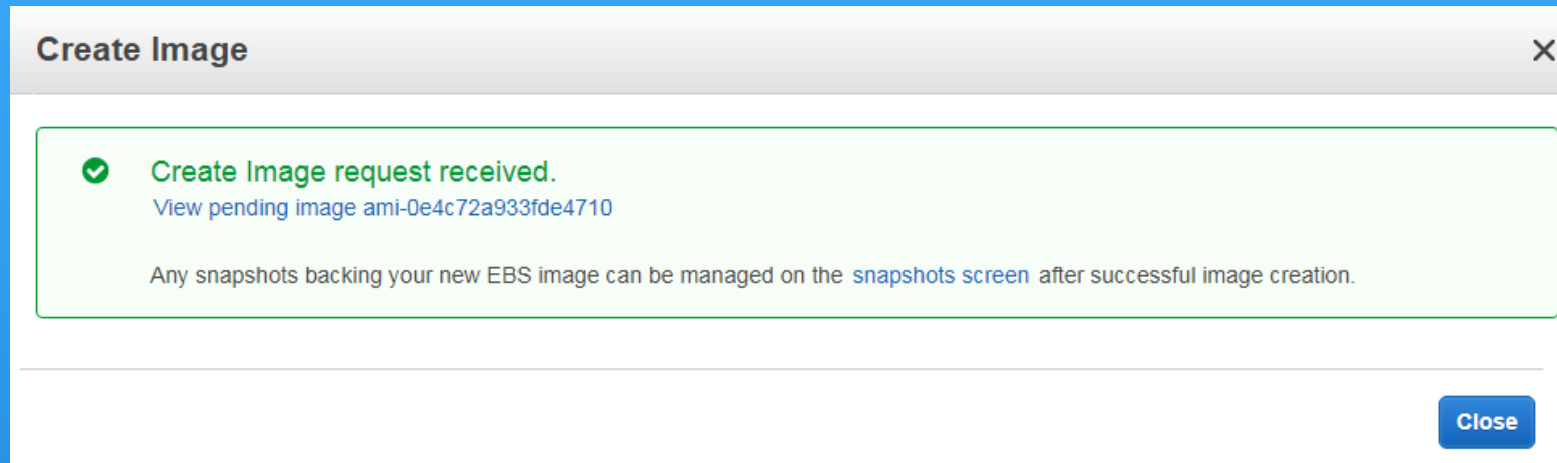 Create Image
Create Image request received.
View pending image ami-0e4c72a933fde4710
Any snapshots backing your new EBS image can be managed on the snapshots screen after successful image creation.
Close